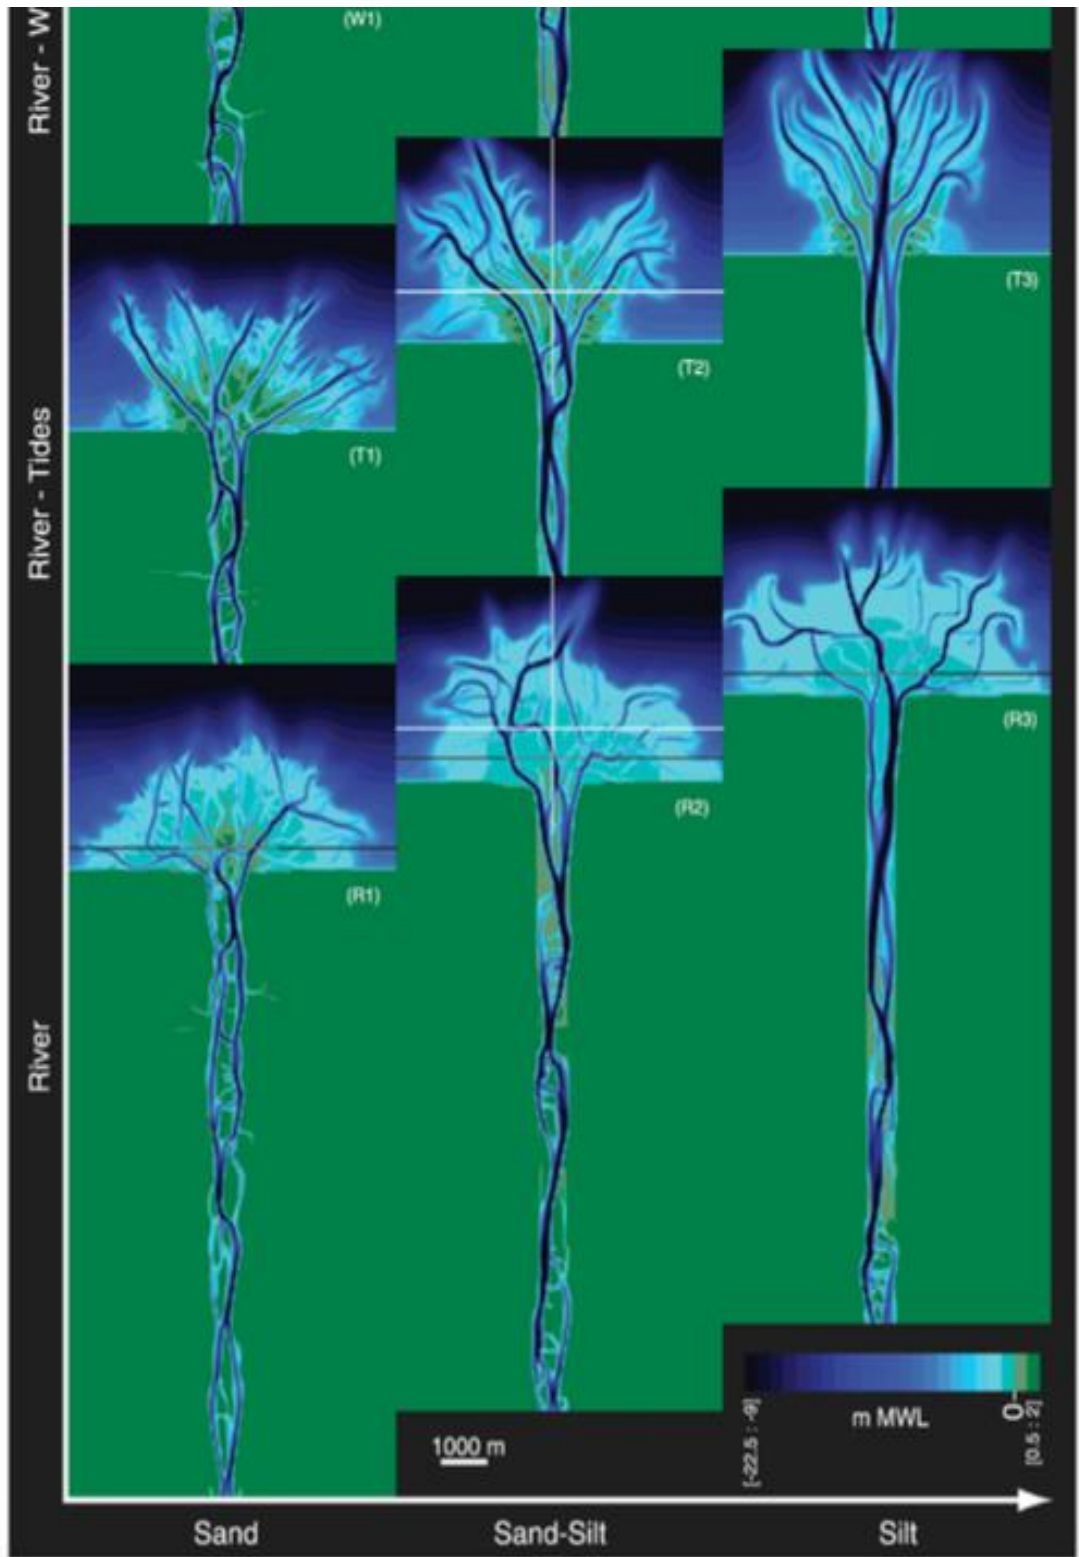 River - W
(W1)
(T3)
(T2)
River - Tides
(T1)
(R3)
(R2)
(R1)
River
m MWL
[-22.5 : -9]
0
[0.5 : 2]
1000 m
Sand
Sand-Silt
Silt